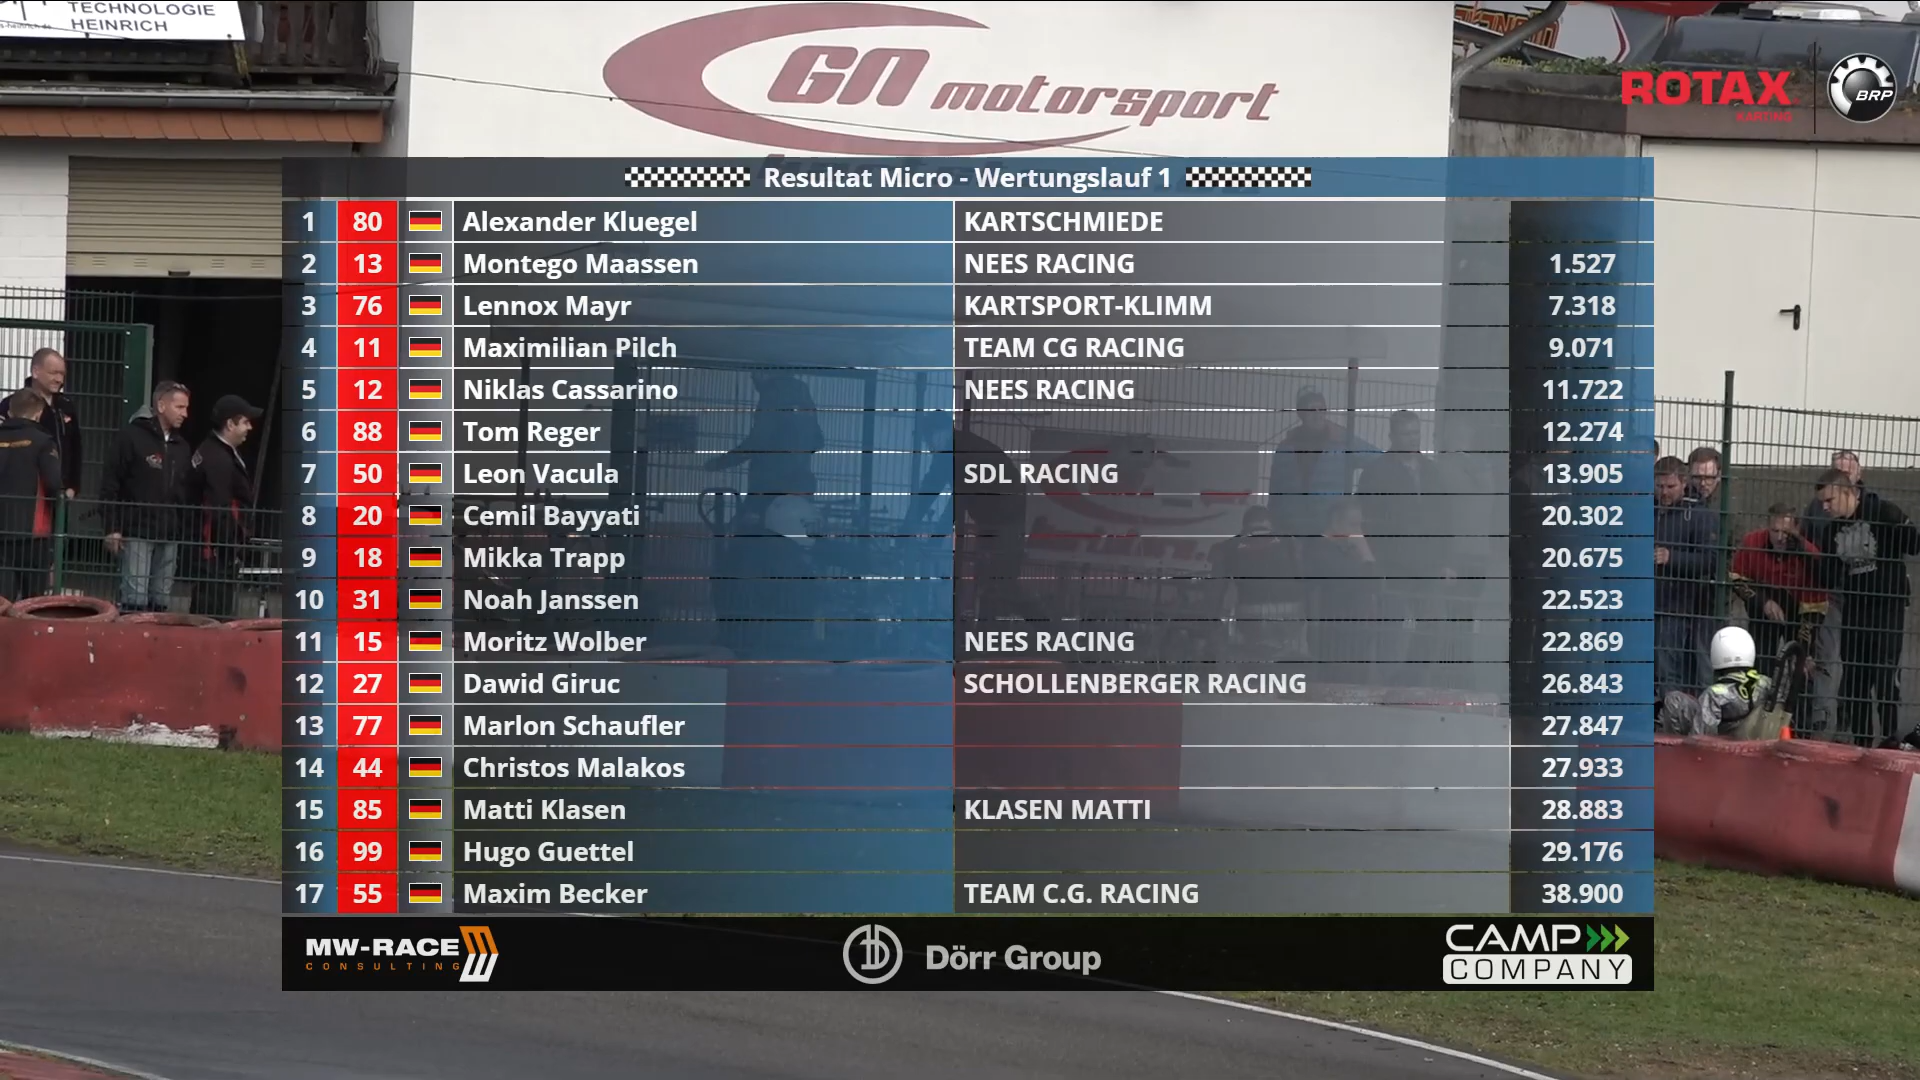 TECHNOLOGIE
HEINRICH
GN motorsport
ROTAX
KARTING
BRP
Resultat Micro - Wertungslauf 1
1 80 Alexander Kluegel KARTSCHMIEDE
2 13 Montego Maassen NEES RACING 1.527
3 76 Lennox Mayr KARTSPORT-KLIMM 7.318
4 11 Maximilian Pilch TEAM CG RACING 9.071
5 12 Niklas Cassarino NEES RACING 11.722
6 88 Tom Reger 12.274
7 50 Leon Vacula SDL RACING 13.905
8 20 Cemil Bayyati 20.302
9 18 Mikka Trapp 20.675
10 31 Noah Janssen 22.523
11 15 Moritz Wolber NEES RACING 22.869
12 27 Dawid Giruc SCHOLLENBERGER RACING 26.843
13 77 Marlon Schaufler 27.847
14 44 Christos Malakos 27.933
15 85 Matti Klasen KLASEN MATTI 28.883
16 99 Hugo Guettel 29.176
17 55 Maxim Becker TEAM C.G. RACING 38.900
MW-RACE
CONSULTING
Dörr Group
CAMP
COMPANY